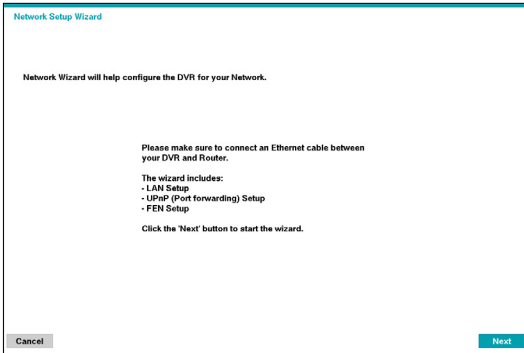 Network Setup Wizard
Network Wizard will help configure the DVR for your Network.
Please make sure to connect an Ethernet cable between
your DVR and Router.
The wizard includes:
- LAN Setup
- UPnP (Port forwarding) Setup
- FEN Setup
Click the 'Next' button to start the wizard.
Cancel
Next